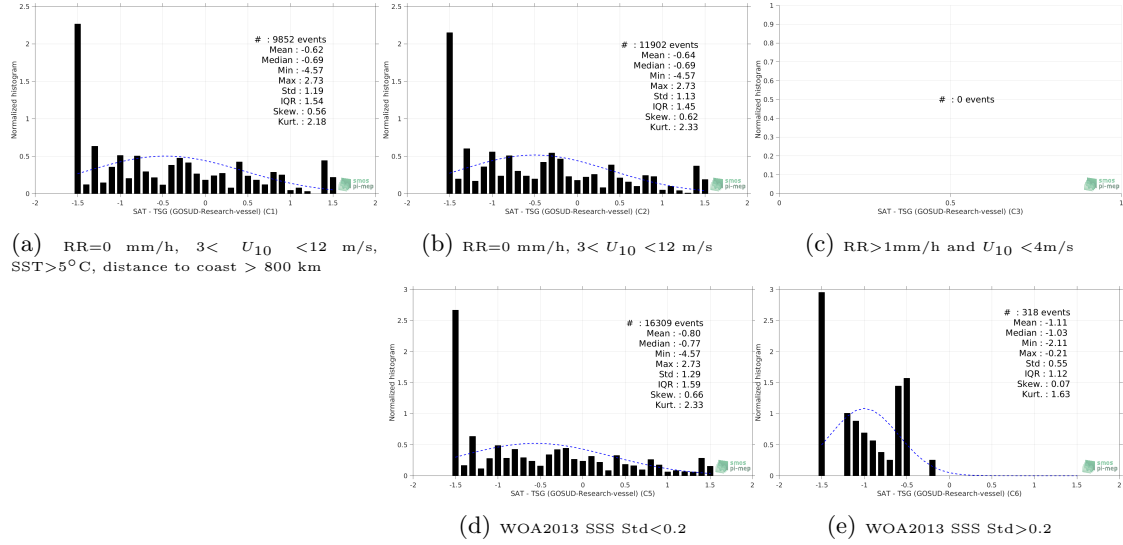 2.5
2
1.5
1
0.5
0
Normalized histogram
# : 9852 events
Mean : -0.62
Median : -0.69
Min : -4.57
Max : 2.73
Std : 1.19
IQR : 1.54
Skew. : 0.56
Kurt. : 2.18
smos
pi-mep
-2 -1.5 -1 -0.5 0 0.5 1 1.5 2
SAT - TSG (GOSUD-Research-vessel) (C1)
(a) RR=0 mm/h, 3< U10 <12 m/s,
SST>5°C, distance to coast > 800 km
2.5
2
1.5
1
0.5
0
Normalized histogram
# : 11902 events
Mean : -0.64
Median : -0.69
Min : -4.57
Max : 2.73
Std : 1.13
IQR : 1.45
Skew. : 0.62
Kurt. : 2.33
smos
pi-mep
-2 -1.5 -1 -0.5 0 0.5 1 1.5 2
SAT - TSG (GOSUD-Research-vessel) (C2)
(b) RR=0 mm/h, 3< U10 <12 m/s
1
0.9
0.8
0.7
0.6
0.5
0.4
0.3
0.2
0.1
0
Normalized histogram
# : 0 events
smos
pi-mep
0 0.5 1
SAT - TSG (GOSUD-Research-vessel) (C3)
(c) RR>1mm/h and U10 <4m/s
3
2.5
2
1.5
1
0.5
0
Normalized histogram
# : 16309 events
Mean : -0.80
Median : -0.77
Min : -4.57
Max : 2.73
Std : 1.29
IQR : 1.59
Skew. : 0.66
Kurt. : 2.33
smos
pi-mep
-2 -1.5 -1 -0.5 0 0.5 1 1.5 2
SAT - TSG (GOSUD-Research-vessel) (C5)
(d) WOA2013 SSS Std<0.2
3
2.5
2
1.5
1
0.5
0
Normalized histogram
# : 318 events
Mean : -1.11
Median : -1.03
Min : -2.11
Max : -0.21
Std : 0.55
IQR : 1.12
Skew. : 0.07
Kurt. : 1.63
smos
pi-mep
-2 -1.5 -1 -0.5 0 0.5 1 1.5 2
SAT - TSG (GOSUD-Research-vessel) (C6)
(e) WOA2013 SSS Std>0.2